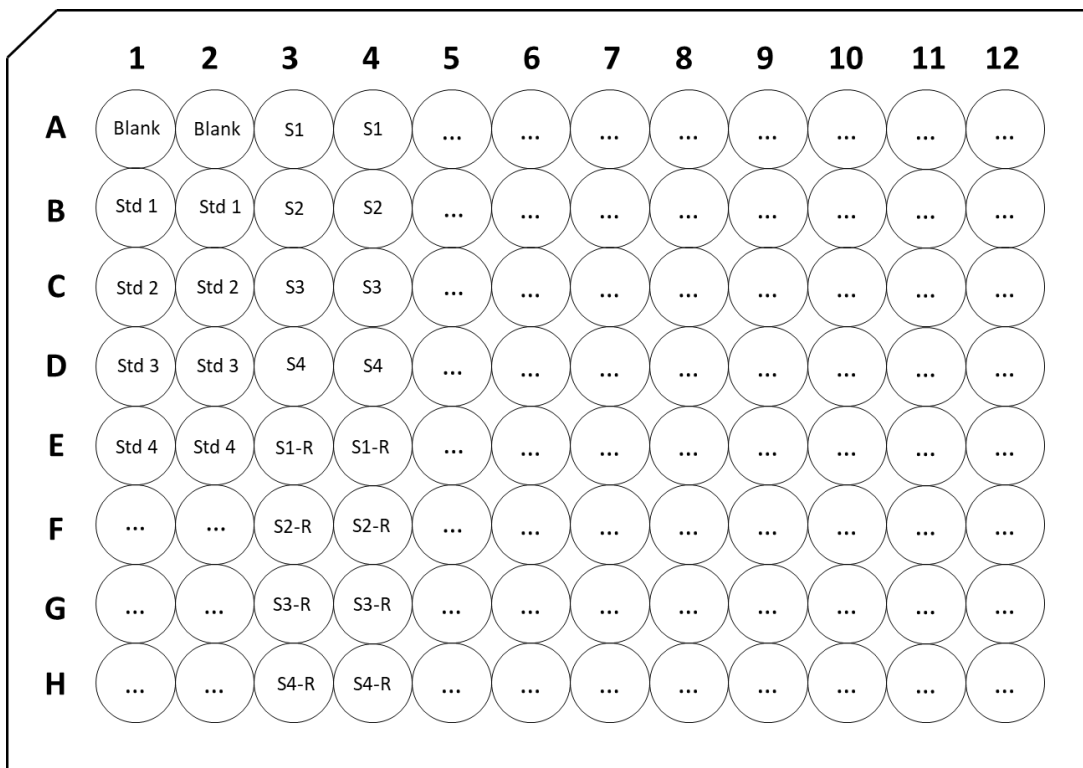 1 2 3 4 5 6 7 8 9 10 11 12
A Blank Blank S1 S1 ... ... ... ... ... ... ... ...
B Std 1 Std 1 S2 S2 ... ... ... ... ... ... ... ...
C Std 2 Std 2 S3 S3 ... ... ... ... ... ... ... ...
D Std 3 Std 3 S4 S4 ... ... ... ... ... ... ... ...
E Std 4 Std 4 S1-R S1-R ... ... ... ... ... ... ... ...
F ... ... S2-R S2-R ... ... ... ... ... ... ... ...
G ... ... S3-R S3-R ... ... ... ... ... ... ... ...
H ... ... S4-R S4-R ... ... ... ... ... ... ... ...